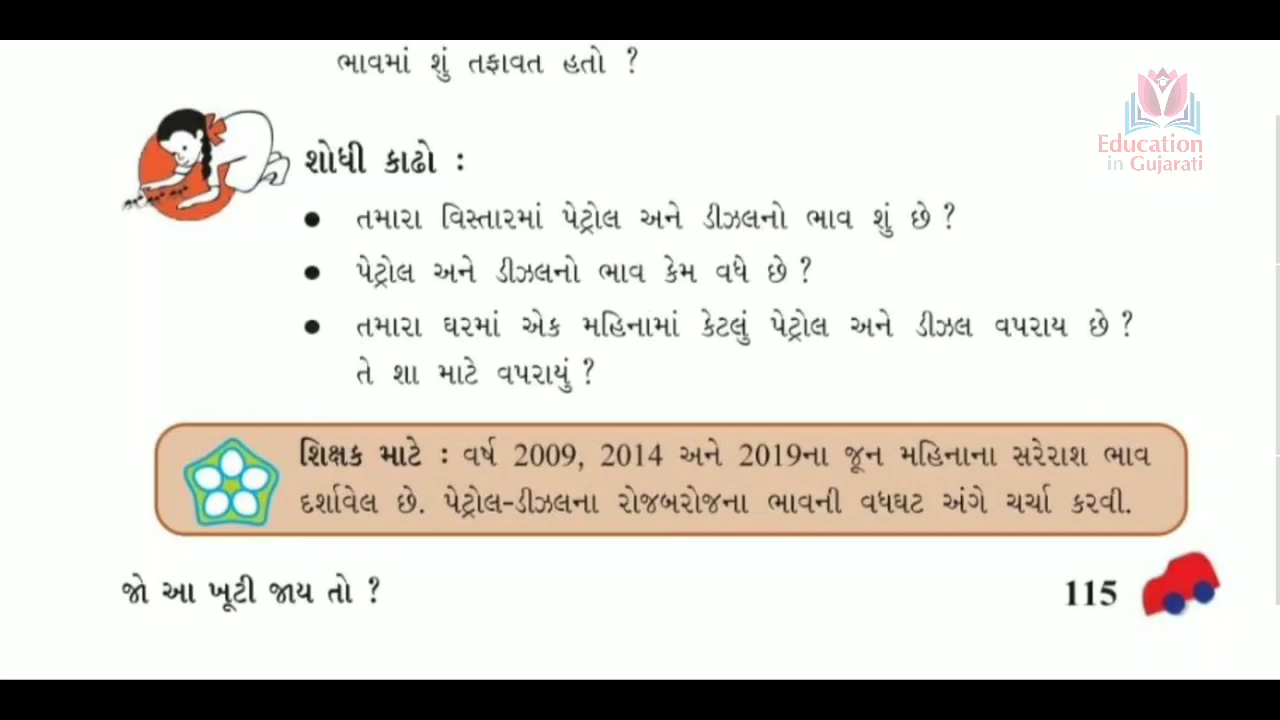 ભાવમાં શું તફાવત હતો ?
Education
in Gujarati
શોધી કાઢો :
• તમારા વિસ્તારમાં પેટ્રોલ અને ડીઝલનો ભાવ શું છે ?
• પેટ્રોલ અને ડીઝલનો ભાવ કેમ વધે છે ?
• તમારા ઘરમાં એક મહિનામાં કેટલું પેટ્રોલ અને ડીઝલ વપરાય છે ?
તે શા માટે વપરાયું ?
શિક્ષક માટે : વર્ષ 2009, 2014 અને 2019ના જૂન મહિનાના સરેરાશ ભાવ
દર્શાવેલ છે. પેટ્રોલ-ડીઝલના રોજબરોજના ભાવની વધઘટ અંગે ચર્ચા કરવી.
જો આ ખૂટી જાય તો ?
115